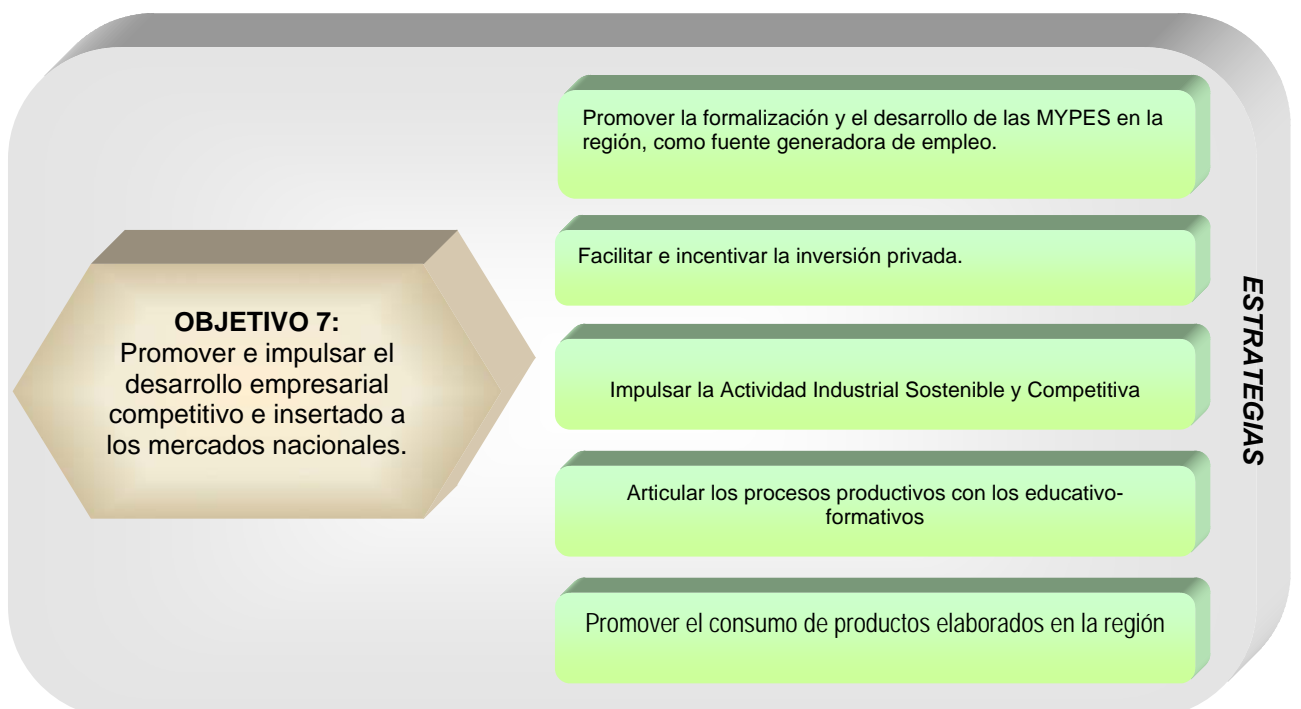 OBJETIVO 7:
Promover e impulsar el
desarrollo empresarial
competitivo e insertado a
los mercados nacionales.
Promover la formalización y el desarrollo de las MYPES en la
región, como fuente generadora de empleo.
Facilitar e incentivar la inversión privada.
Impulsar la Actividad Industrial Sostenible y Competitiva
Articular los procesos productivos con los educativo-
formativos
Promover el consumo de productos elaborados en la región
ESTRATEGIAS